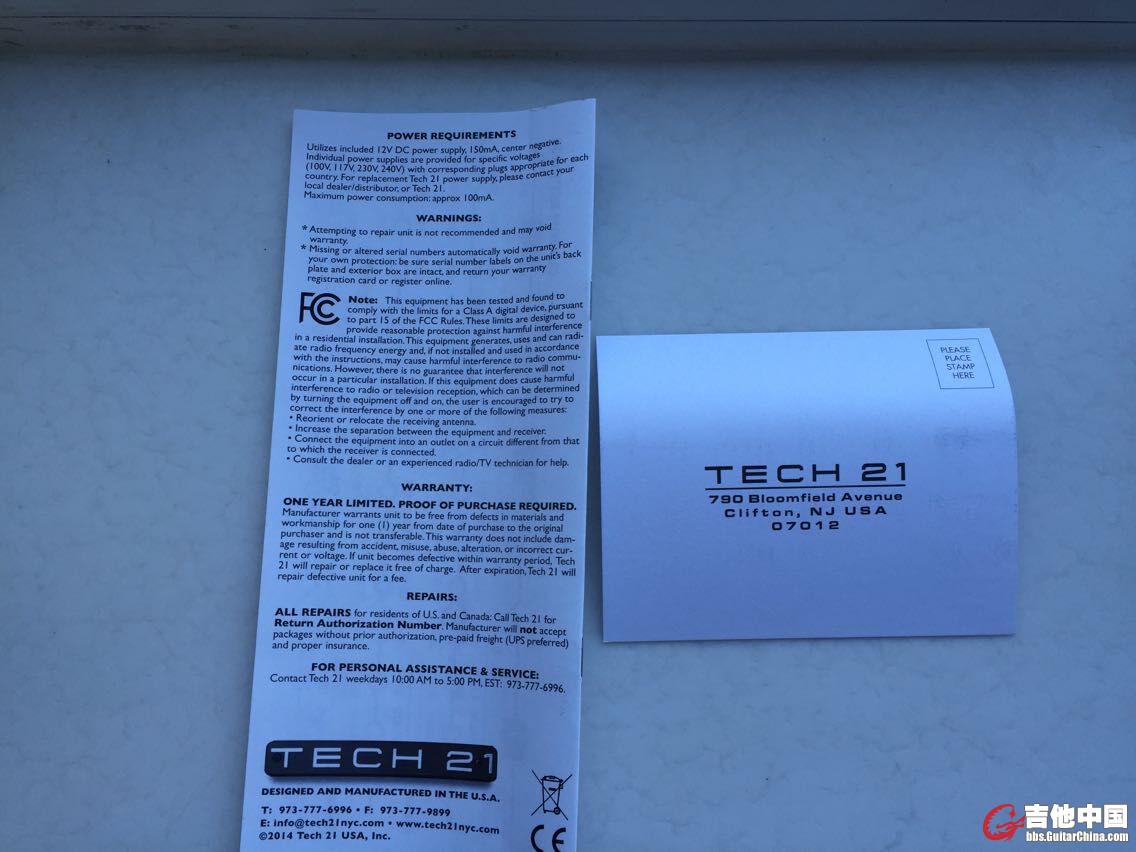 POWER REQUIREMENTS
Utilizes included 12V DC power supply, 150mA, center negative.
Individual power supplies are provided for specific voltages
(100V, 117V, 230V, 240V) with corresponding plugs appropriate for each
country. For replacement Tech 21 power supply, please contact your
local dealer/distributor, or Tech 21.
Maximum power consumption: approx 100mA.
WARNINGS:
* Attempting to repair unit is not recommended and may void
warranty.
* Missing or altered serial numbers automatically void warranty. For
your own protection: be sure serial number labels on the unit's back
plate and exterior box are intact, and return your warranty
registration card or register online.
FC Note: This equipment has been tested and found to
comply with the limits for a Class A digital device, pursuant
to part 15 of the FCC Rules. These limits are designed to
provide reasonable protection against harmful interference
in a residential installation. This equipment generates, uses and can radi-
ate radio frequency energy and, if not installed and used in accordance
with the instructions, may cause harmful interference to radio commu-
nications. However, there is no guarantee that interference will not
occur in a particular installation. If this equipment does cause harmful
interference to radio or television reception, which can be determined
by turning the equipment off and on, the user is encouraged to try to
correct the interference by one or more of the following measures:
• Reorient or relocate the receiving antenna.
• Increase the separation between the equipment and receiver.
• Connect the equipment into an outlet on a circuit different from that
to which the receiver is connected.
• Consult the dealer or an experienced radio/TV technician for help.
WARRANTY:
ONE YEAR LIMITED. PROOF OF PURCHASE REQUIRED.
Manufacturer warrants unit to be free from defects in materials and
workmanship for one (1) year from date of purchase to the original
purchaser and is not transferable. This warranty does not include dam-
age resulting from accident, misuse, abuse, alteration, or incorrect cur-
rent or voltage. If unit becomes defective within warranty period, Tech
21 will repair or replace it free of charge. After expiration, Tech 21 will
repair defective unit for a fee.
REPAIRS:
ALL REPAIRS for residents of U.S. and Canada: Call Tech 21 for
Return Authorization Number. Manufacturer will not accept
packages without prior authorization, pre-paid freight (UPS preferred)
and proper insurance.
FOR PERSONAL ASSISTANCE & SERVICE:
Contact Tech 21 weekdays 10:00 AM to 5:00 PM, EST: 973-777-6996.
TECH 21
DESIGNED AND MANUFACTURED IN THE U.S.A.
T: 973-777-6996 • F: 973-777-9899
E: info@tech21nyc.com • www.tech21nyc.com
©2014 Tech 21 USA, Inc.
CE
PLEASE
PLACE
STAMP
HERE
TECH 21
790 Bloomfield Avenue
Clifton, NJ USA
07012
吉他中国
bbs.GuitarChina.com